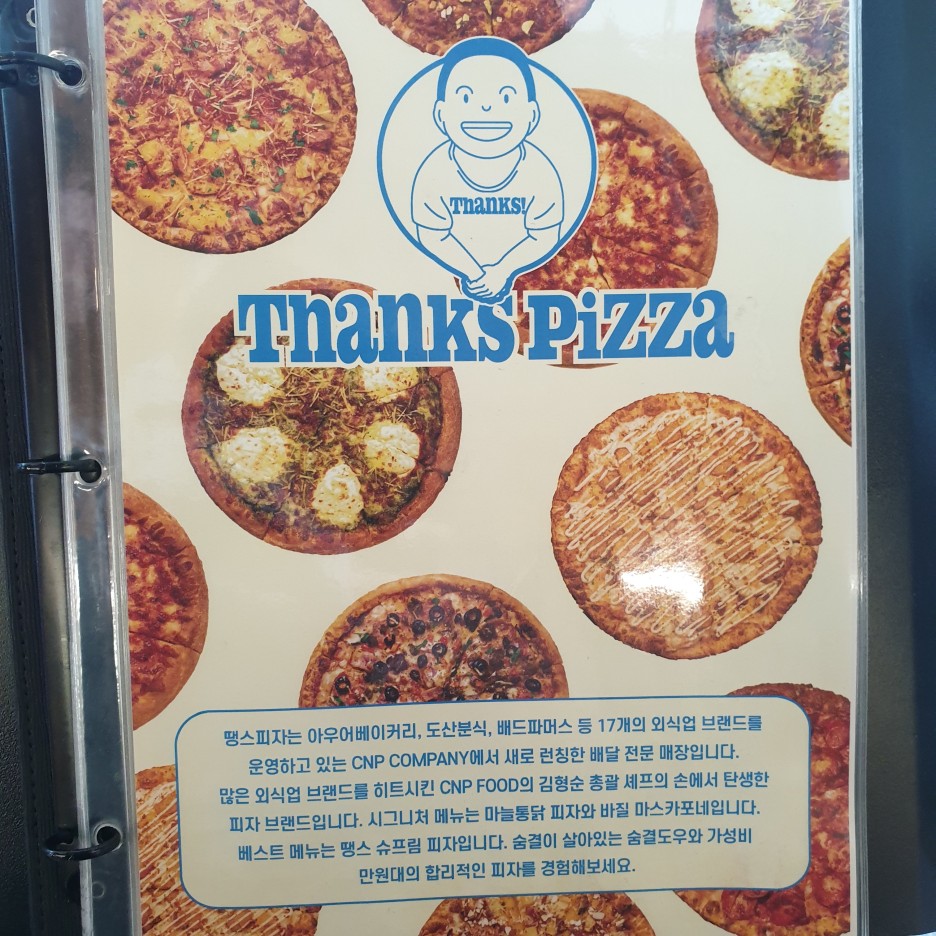 Thanks!
Thanks Pizza
땡스피자는 아우어베이커리, 도산분식, 배드파머스 등 17개의 외식업 브랜드를
운영하고 있는 CNP COMPANY에서 새로 런칭한 배달 전문 매장입니다.
많은 외식업 브랜드를 히트시킨 CNP FOOD의 김형순 총괄 셰프의 손에서 탄생한
피자 브랜드입니다. 시그니처 메뉴는 마늘통닭 피자와 바질 마스카포네입니다.
베스트 메뉴는 땡스 슈프림 피자입니다. 숨결이 살아있는 숨결도우와 가성비
만원대의 합리적인 피자를 경험해보세요.